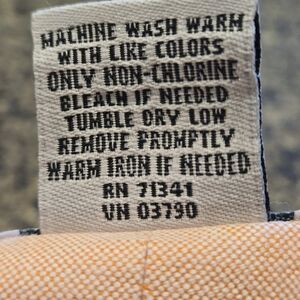 MACHINE WASH WARM
WITH LIKE COLORS
ONLY NON-CHLORINE
BLEACH IF NEEDED
TUMBLE DRY LOW
REMOVE PROMPTLY
WARM IRON IF NEEDED
RN 71341
VN 03790